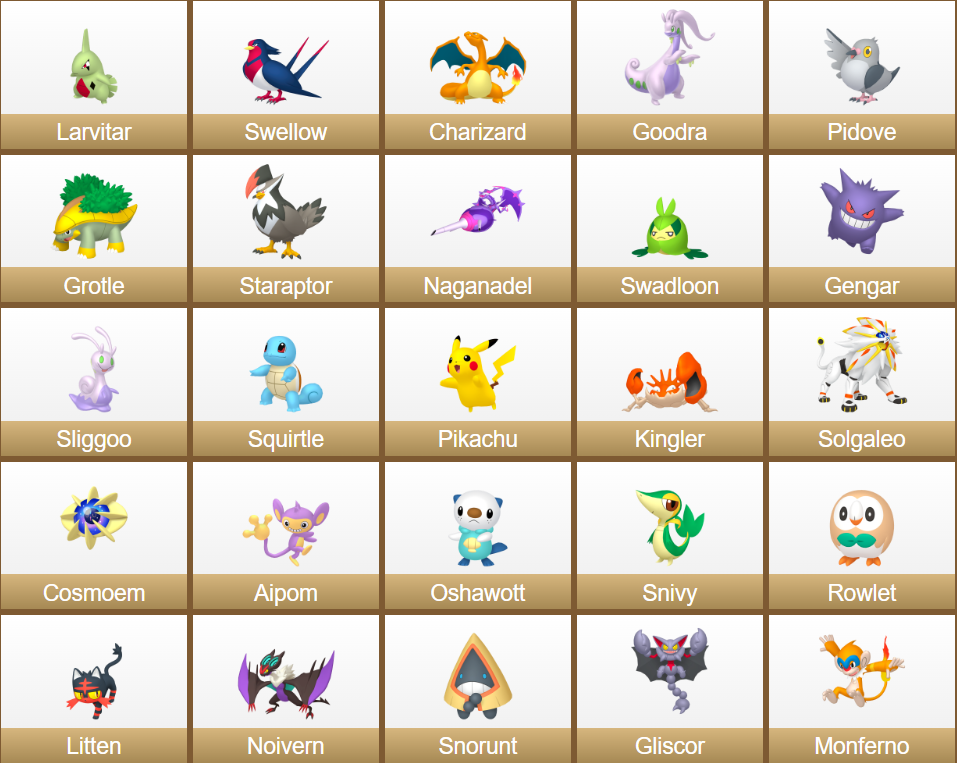 Larvitar
Swellow
Charizard
Goodra
Pidove
Grotle
Staraptor
Naganadel
Swadloon
Gengar
Sliggoo
Squirtle
Pikachu
Kingler
Solgaleo
Cosmoem
Aipom
Oshawott
Snivy
Rowlet
Litten
Noivern
Snorunt
Gliscor
Monferno